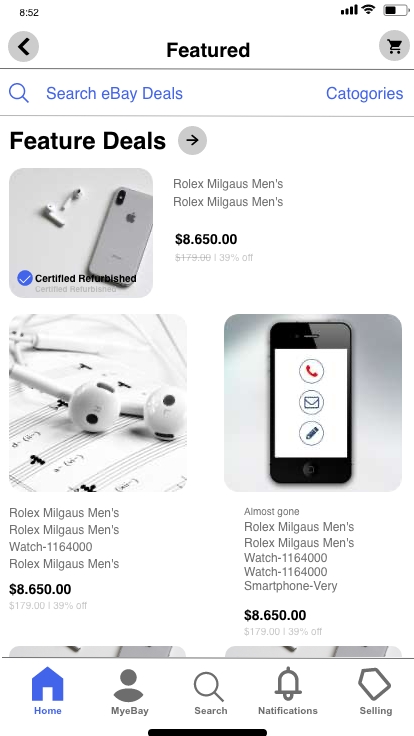 8:52
Featured
Search eBay Deals
Catogories
Feature Deals
Rolex Milgaus Men's
Rolex Milgaus Men's
$8.650.00
$179.00 I 39% off
Certified Refurbished
Certified Refurbished
Rolex Milgaus Men's
Rolex Milgaus Men's
Watch-1164000
Rolex Milgaus Men's
$8.650.00
$179.00 I 39% off
Almost gone
Rolex Milgaus Men's
Rolex Milgaus Men's
Watch-1164000
Watch-1164000
Smartphone-Very
$8.650.00
$179.00 I 39% off
Home
MyeBay
Search
Natifications
Selling